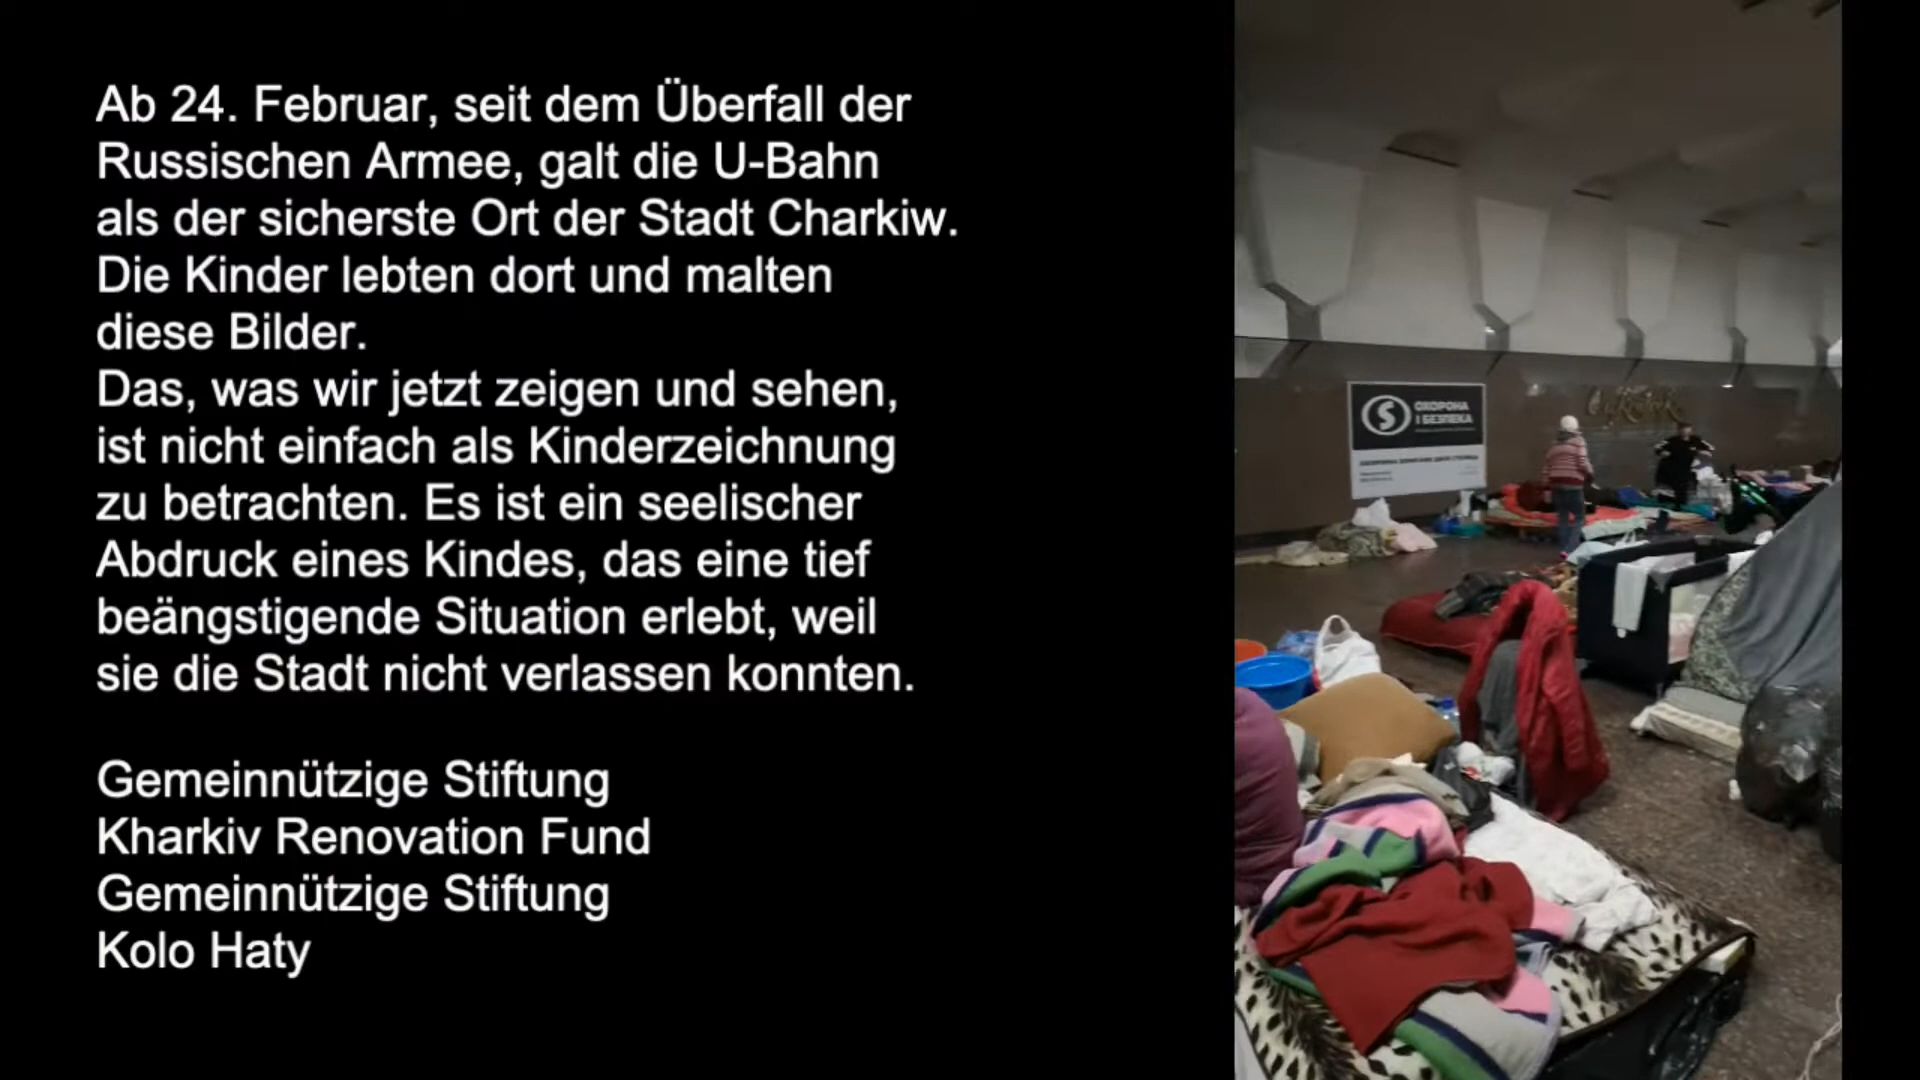 Ab 24. Februar, seit dem Überfall der
Russischen Armee, galt die U-Bahn
als der sicherste Ort der Stadt Charkiw.
Die Kinder lebten dort und malten
diese Bilder.
Das, was wir jetzt zeigen und sehen,
ist nicht einfach als Kinderzeichnung
zu betrachten. Es ist ein seelischer
Abdruck eines Kindes, das eine tief
beängstigende Situation erlebt, weil
sie die Stadt nicht verlassen konnten.
Gemeinnützige Stiftung
Kharkiv Renovation Fund
Gemeinnützige Stiftung
Kolo Haty
ОХОРОНА
І БЕЗПЕКА